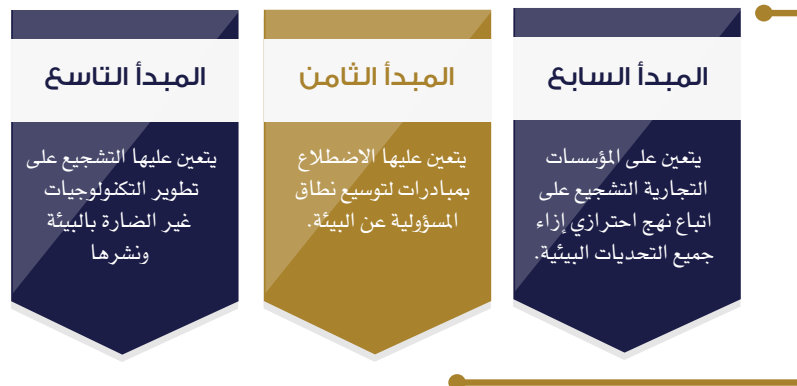 المبدأ السابع
يتعين على المؤسسات
التجارية التشجيع على
اتباع نهج احترازي إزاء
جميع التحديات البيئية.
المبدأ الثامن
يتعين عليها الاضطلاع
بمبادرات لتوسيع نطاق
المسؤولية عن البيئة.
المبدأ التاسع
يتعين عليها التشجيع على
تطوير التكنولوجيات
غير الضارة بالبيئة
ونشرها